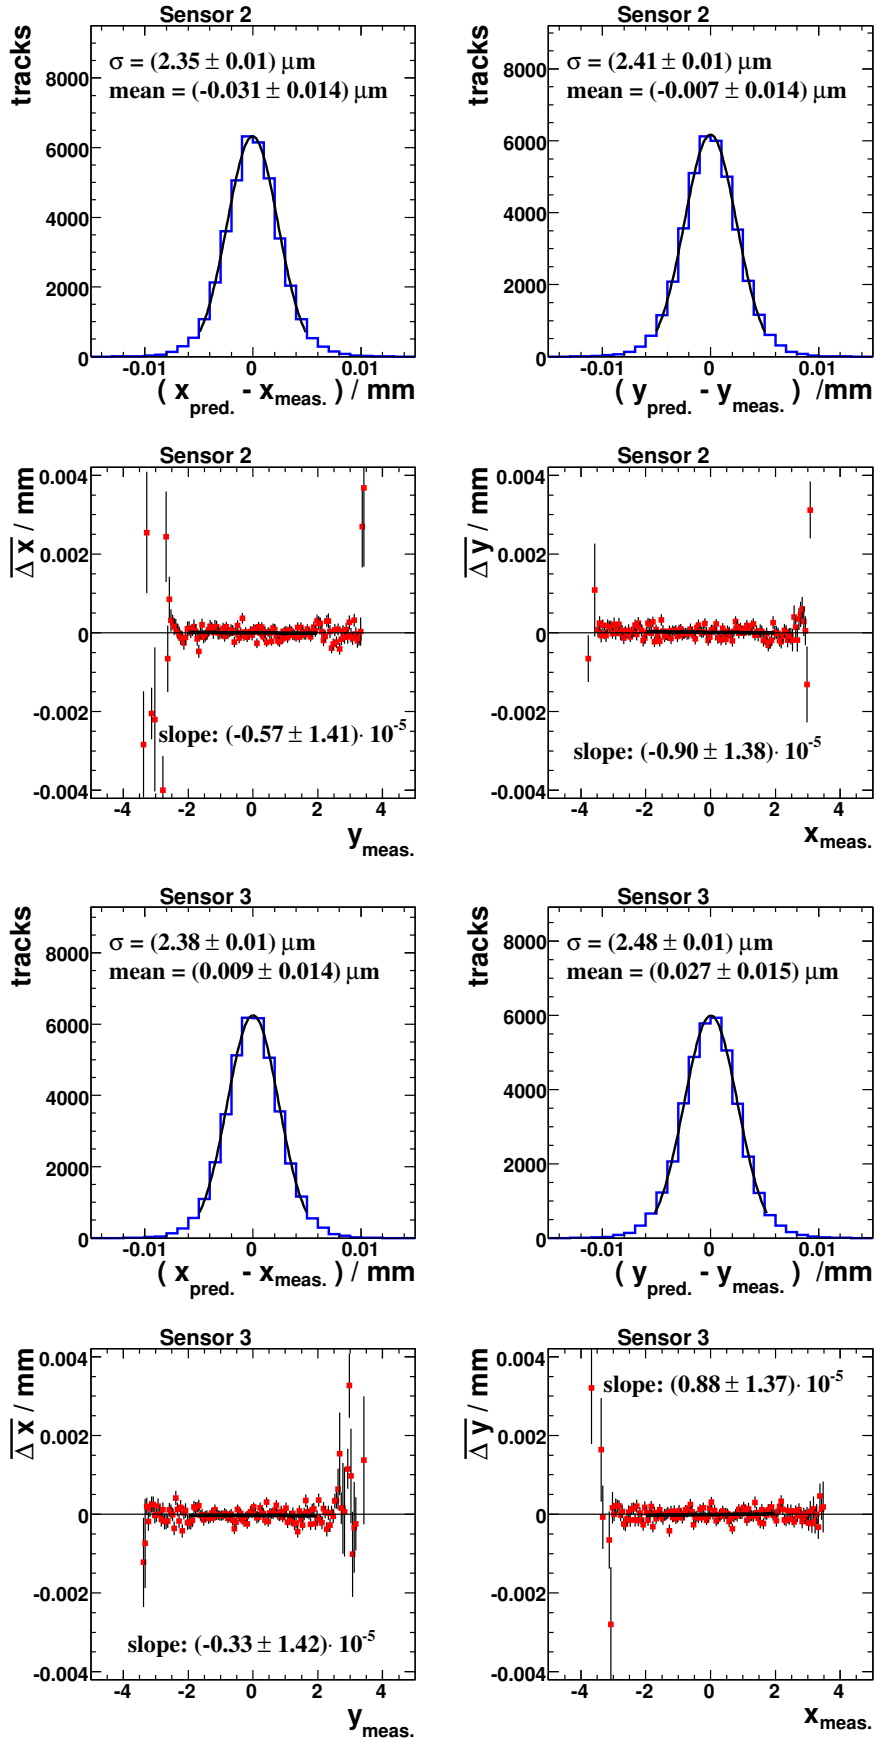 Sensor 2
tracks
σ = (2.35 ± 0.01) μm
mean = (-0.031 ± 0.014) μm
8000
6000
4000
2000
0
-0.01 0 0.01
( x_pred. - x_meas. ) / mm
Sensor 2
tracks
σ = (2.41 ± 0.01) μm
mean = (-0.007 ± 0.014) μm
8000
6000
4000
2000
0
-0.01 0 0.01
( y_pred. - y_meas. ) /mm
Sensor 2
Δx / mm
0.004
0.002
0
-0.002
-0.004
slope: (-0.57 ± 1.41)· 10^-5
-4 -2 0 2 4
y_meas.
Sensor 2
Δy / mm
0.004
0.002
0
-0.002
-0.004
slope: (-0.90 ± 1.38)· 10^-5
-4 -2 0 2 4
x_meas.
Sensor 3
tracks
σ = (2.38 ± 0.01) μm
mean = (0.009 ± 0.014) μm
8000
6000
4000
2000
0
-0.01 0 0.01
( x_pred. - x_meas. ) / mm
Sensor 3
tracks
σ = (2.48 ± 0.01) μm
mean = (0.027 ± 0.015) μm
8000
6000
4000
2000
0
-0.01 0 0.01
( y_pred. - y_meas. ) /mm
Sensor 3
Δx / mm
0.004
0.002
0
-0.002
-0.004
slope: (-0.33 ± 1.42)· 10^-5
-4 -2 0 2 4
y_meas.
Sensor 3
Δy / mm
slope: (0.88 ± 1.37)· 10^-5
0.004
0.002
0
-0.002
-0.004
-4 -2 0 2 4
x_meas.